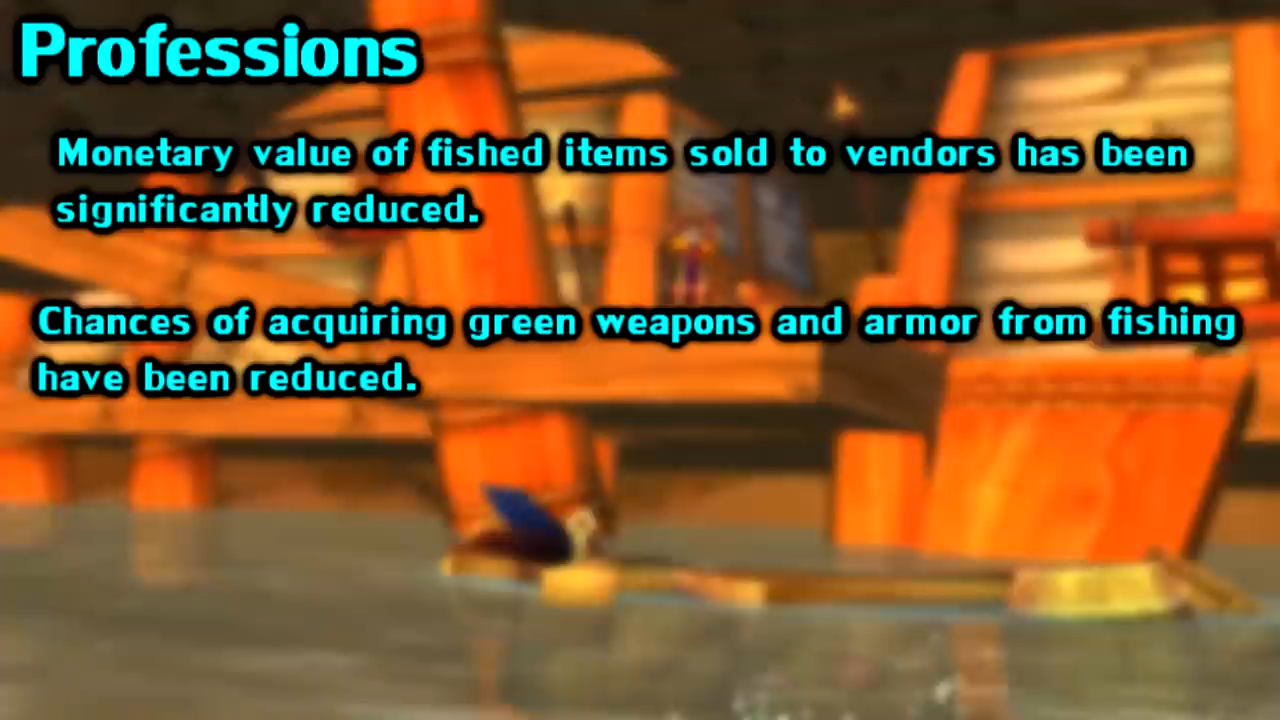 Professions
Monetary value of fished items sold to vendors has been
significantly reduced.
Chances of acquiring green weapons and armor from fishing
have been reduced.